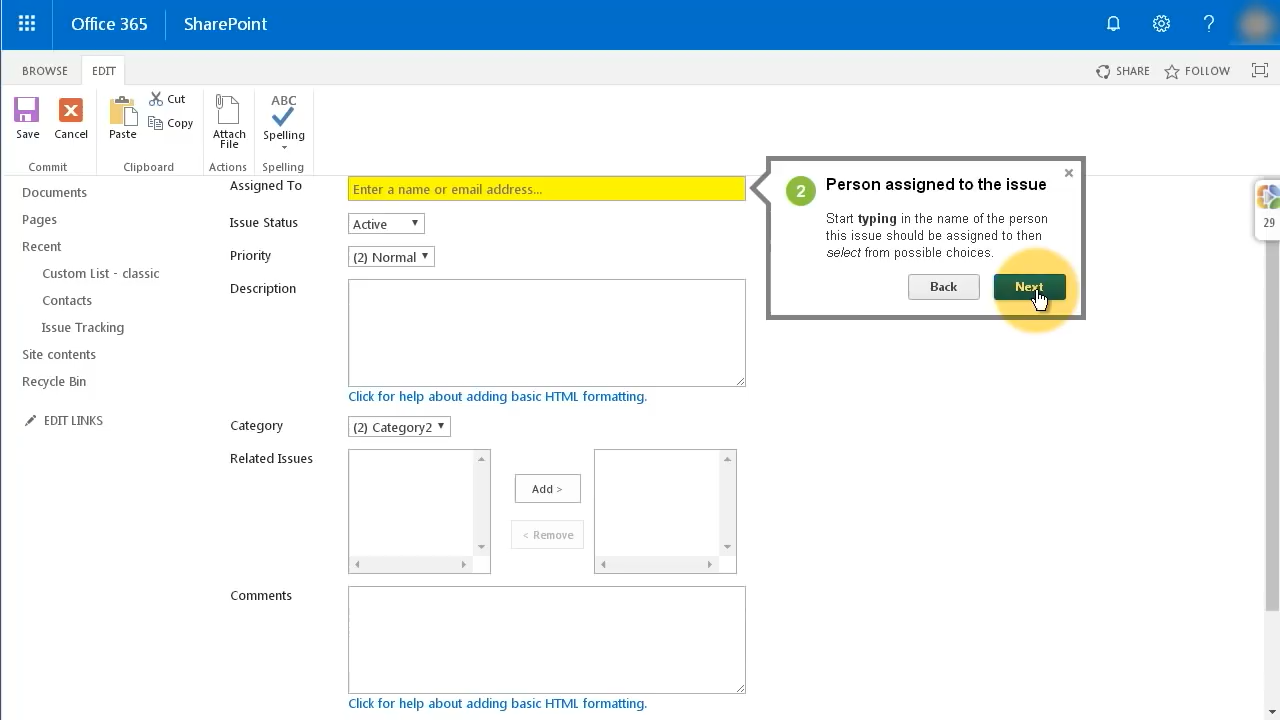 Office 365 SharePoint ?
BROWSE EDIT SHARE FOLLOW
Save Cancel Paste Cut Copy Attach File ABC Spelling
Commit Clipboard Actions Spelling
Documents
Pages
Recent
Custom List - classic
Contacts
Issue Tracking
Site contents
Recycle Bin
EDIT LINKS
Assigned To Enter a name or email address...
Issue Status Active
Priority (2) Normal
Description
Click for help about adding basic HTML formatting.
Category (2) Category2
Related Issues
Add >
< Remove
Comments
Click for help about adding basic HTML formatting.
2 Person assigned to the issue
Start typing in the name of the person
this issue should be assigned to then
select from possible choices.
Back Next
29